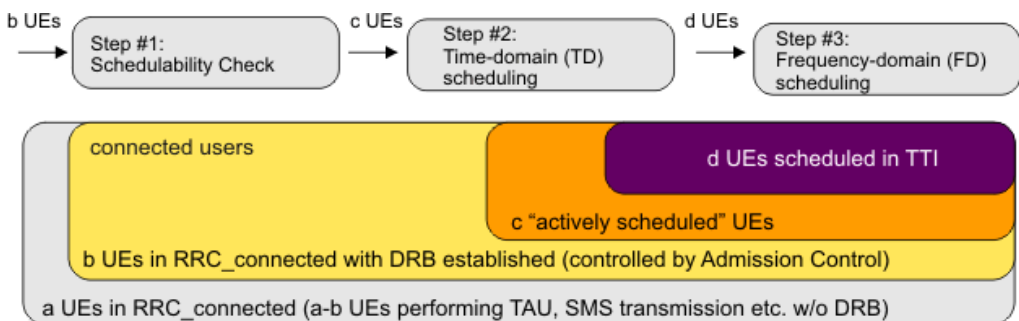 b UEs
Step #1:
Schedulability Check
c UEs
Step #2:
Time-domain (TD)
scheduling
d UEs
Step #3:
Frequency-domain (FD)
scheduling
connected users
d UEs scheduled in TTI
c “actively scheduled” UEs
b UEs in RRC_connected with DRB established (controlled by Admission Control)
a UEs in RRC_connected (a-b UEs performing TAU, SMS transmission etc. w/o DRB)